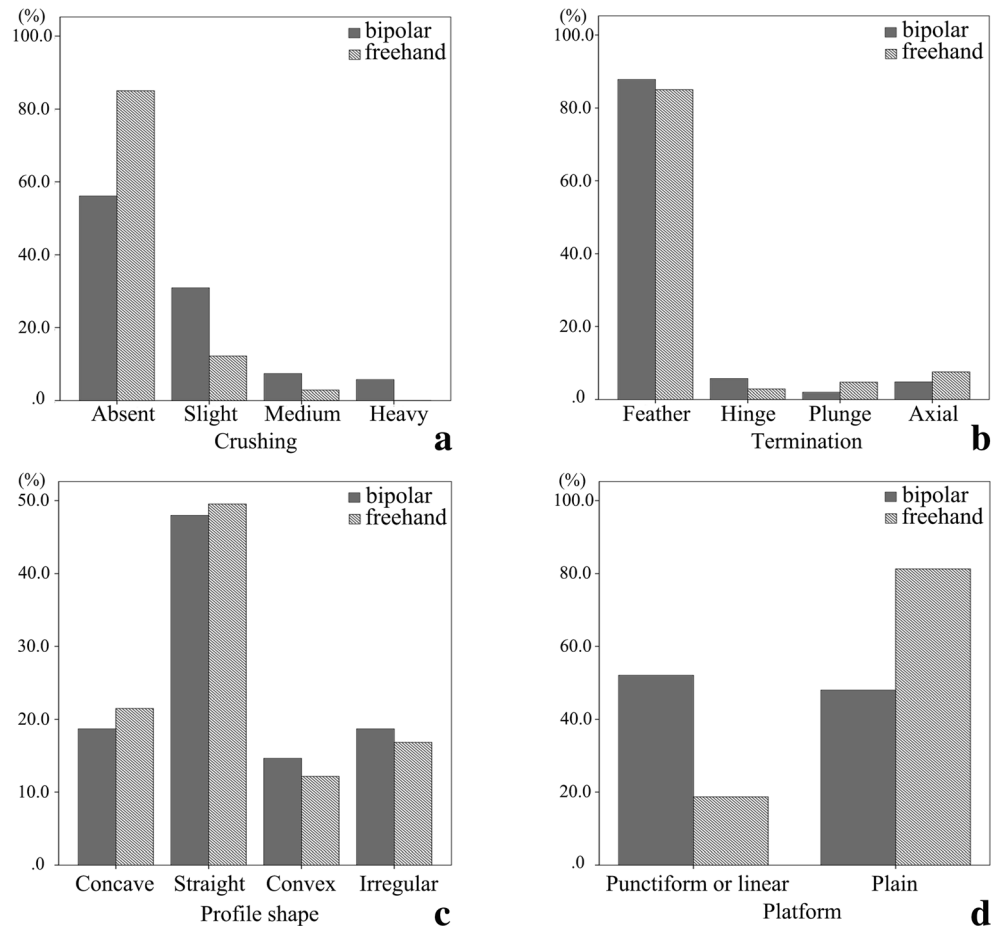 (%)
100.0
80.0
60.0
40.0
20.0
.0
bipolar
freehand
Absent Slight Medium Heavy
Crushing
a
(%)
100.0
80.0
60.0
40.0
20.0
.0
bipolar
freehand
Feather Hinge Plunge Axial
Termination
b
(%)
50.0
40.0
30.0
20.0
10.0
.0
bipolar
freehand
Concave Straight Convex Irregular
Profile shape
c
(%)
100.0
80.0
60.0
40.0
20.0
.0
bipolar
freehand
Punctiform or linear Plain
Platform
d